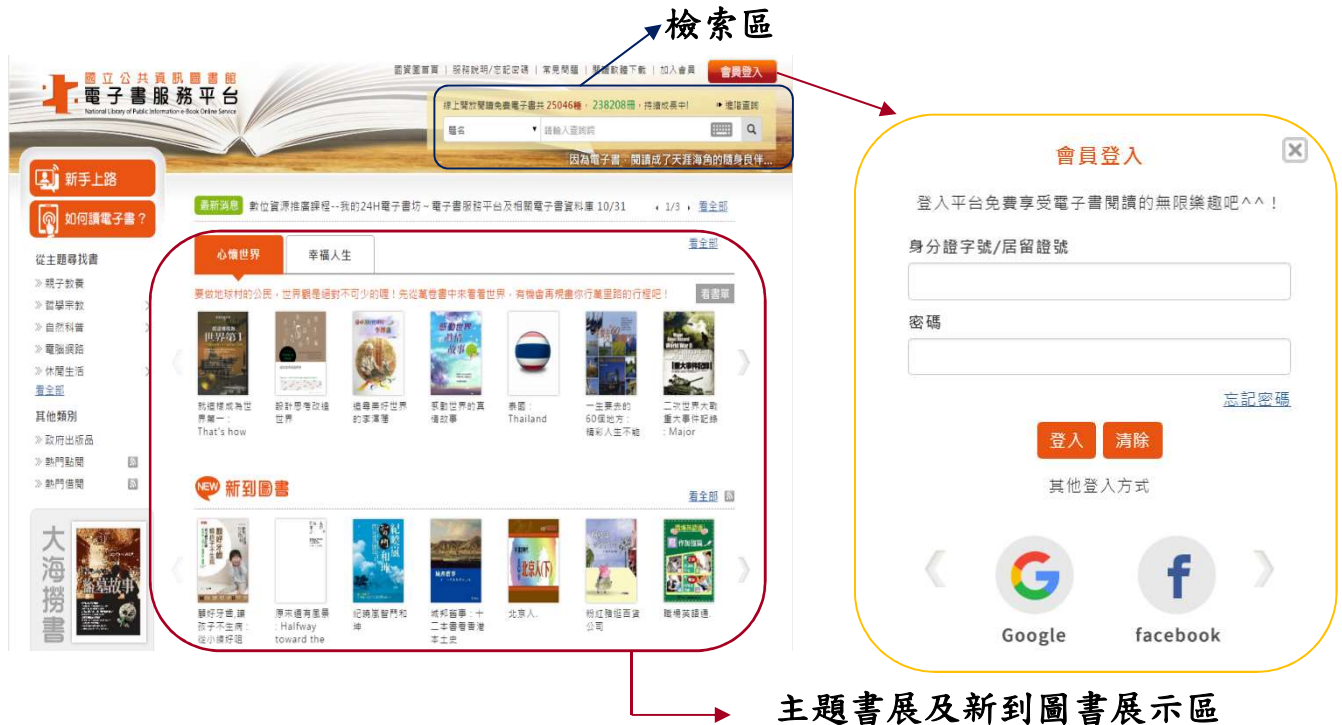 檢索區
國資圖首頁 | 服務說明/忘記密碼 | 常見問題 | 閱讀軟體下載 | 加入會員 會員登入
國立公共資訊圖書館
電子書服務平台
National Library of Public Information e-Book Online Service
線上開放閱讀免費電子書共 25046種，238208冊，持續成長中! 進階查詢
題名 請輸入查詢詞
因為電子書，閱讀成了天涯海角的隨身良伴...
新手上路
如何讀電子書？
最新消息 數位資源推廣課程--我的24H電子書坊～電子書服務平台及相關電子書資料庫 10/31 1/3 看全部
從主題尋找書
親子教養
哲學宗教
自然科普
電腦網路
休閒生活
看全部
其他類別
政府出版品
熱門點閱
熱門借閱
大海撈書
心懷世界 幸福人生 看全部
要做地球村的公民，世界觀是絕對不可少的喔！先從萬卷書中來看看世界，有機會再規畫你行萬里路的行程吧！ 看書單
就這樣成為世界第一 : That's how
設計思考改造世界
追尋美好世界的李澤藩
感動世界的真情故事
泰國 : Thailand
一生要去的60個地方 : 精彩人生不能
二次世界大戰重大事件記錄 : Major
NEW 新到圖書 看全部
顧好牙齒,讓孩子不生病 : 從小擁好咀
原來還有風景 : Halfway toward the
紀曉嵐智鬥和珅
城邦舊事 : 十二本書看香港本土史
北京人.
粉紅豬逛百貨公司
職場英語通.
會員登入
登入平台免費享受電子書閱讀的無限樂趣吧^^！
身分證字號/居留證號
密碼
忘記密碼
登入 清除
其他登入方式
Google facebook
主題書展及新到圖書展示區